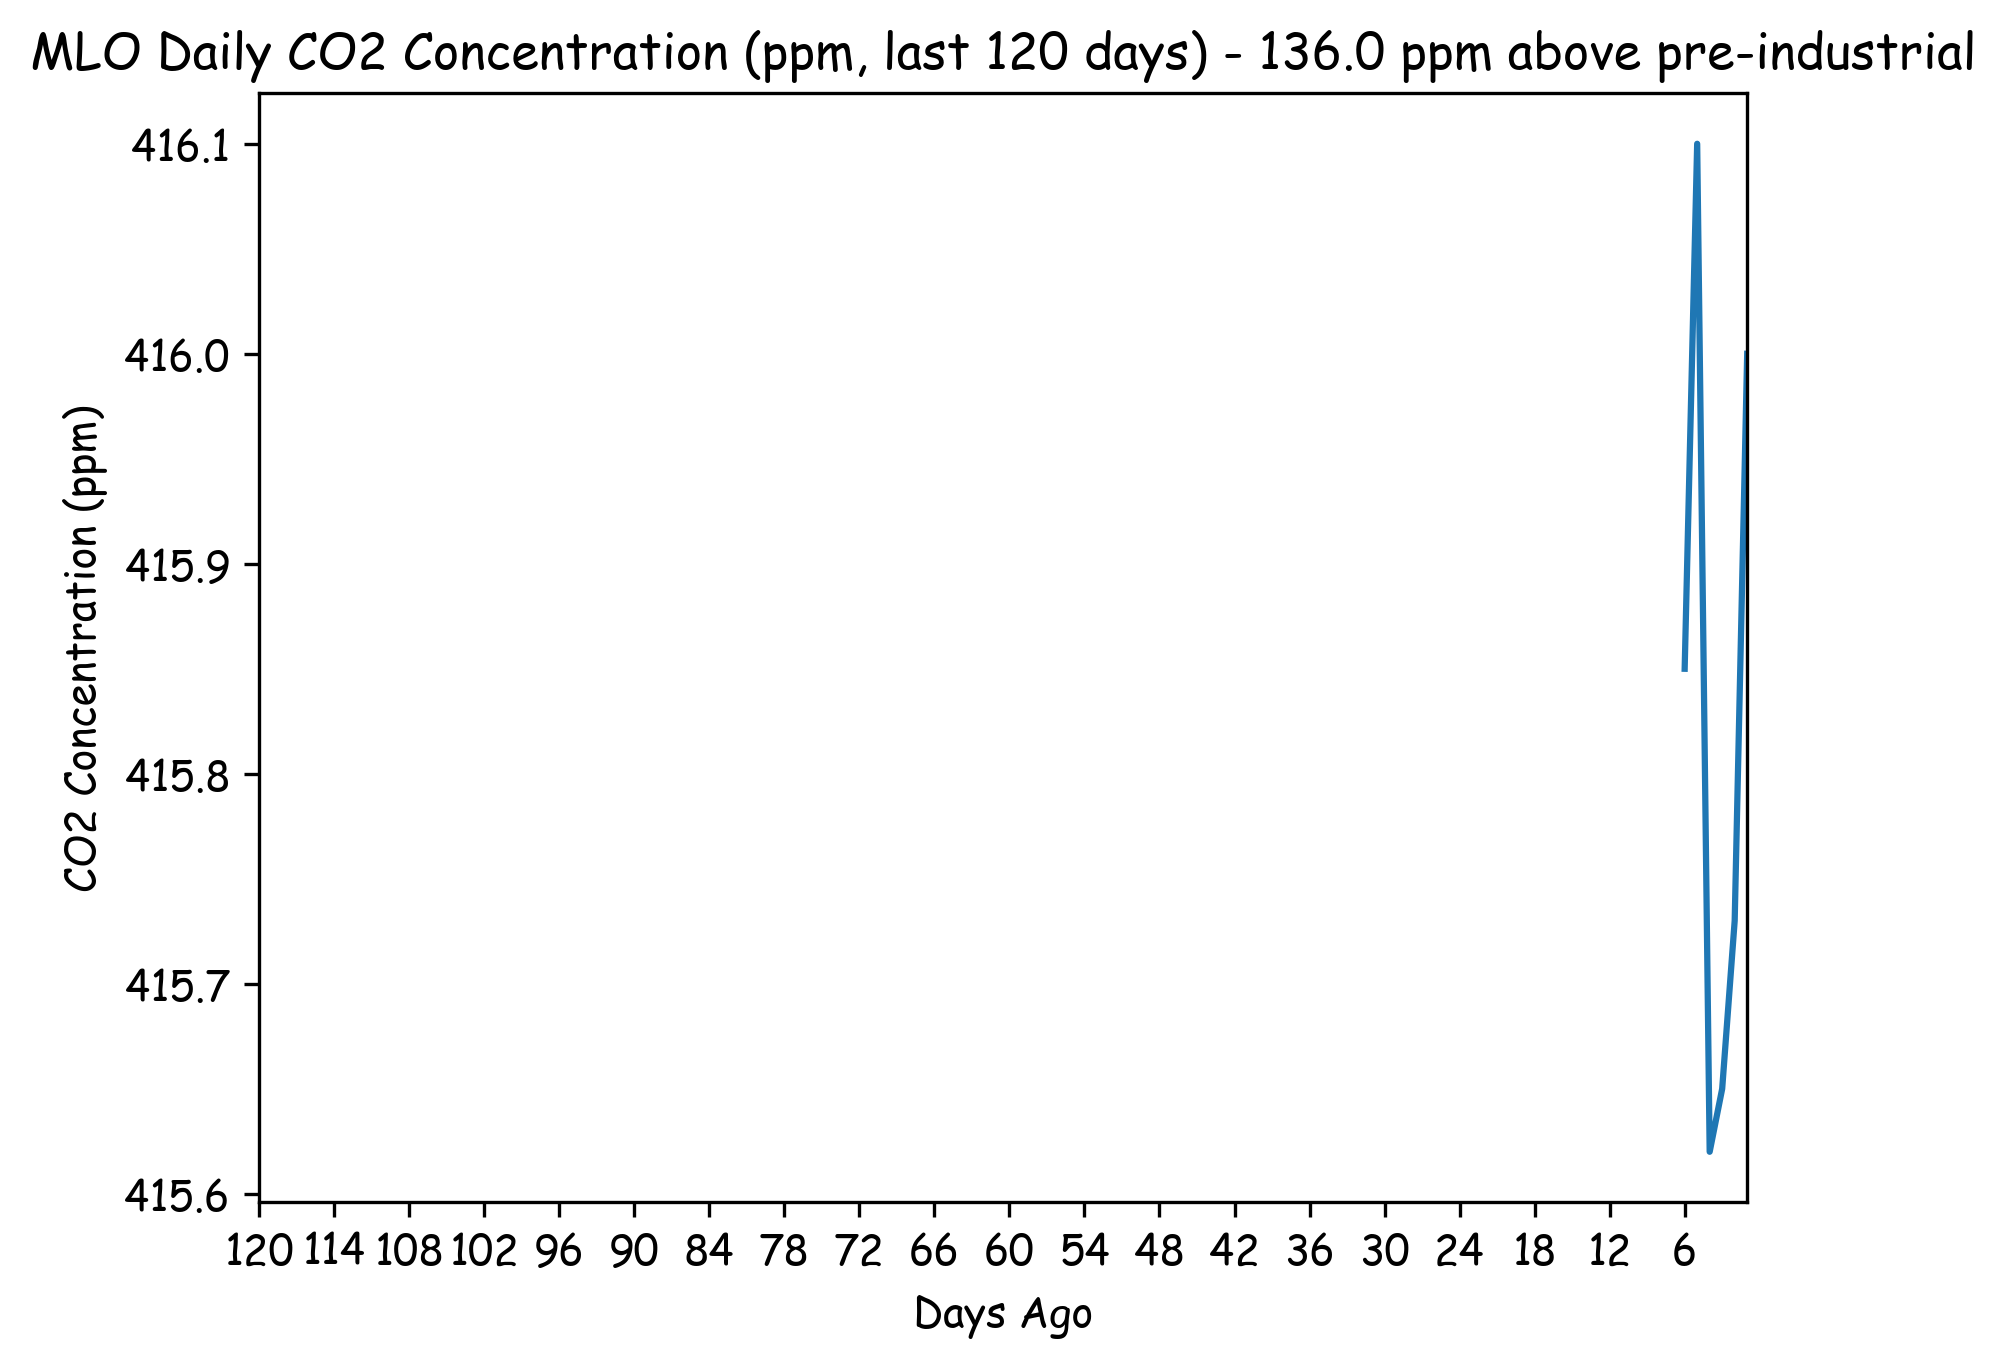 MLO Daily CO2 Concentration (ppm, last 120 days) - 136.0 ppm above pre-industrial
416.1
416.0
415.9
415.8
415.7
415.6
CO2 Concentration (ppm)
120 114 108 102 96 90 84 78 72 66 60 54 48 42 36 30 24 18 12 6
Days Ago